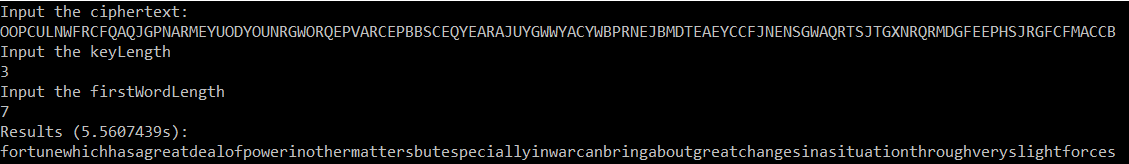 Input the ciphertext:
OOPCULNWFRCFQAQJGPNARMEYUODYOUNRGWORQEPVARCEPBBSCEQYEARAJUYGWWYACYWBPRNEJBMDTEAEYCCFJNENSGWAQRTSJTGXNRQRMDGFEEPHSJRGFCFMACCB
Input the keyLength
3
Input the firstWordLength
7
Results (5.5607439s):
fortunewhichhasagreatdealofpowerinothermattersbutespeciallyinwarcanbringaboutgreatchangesinasituationthroughveryslightforces